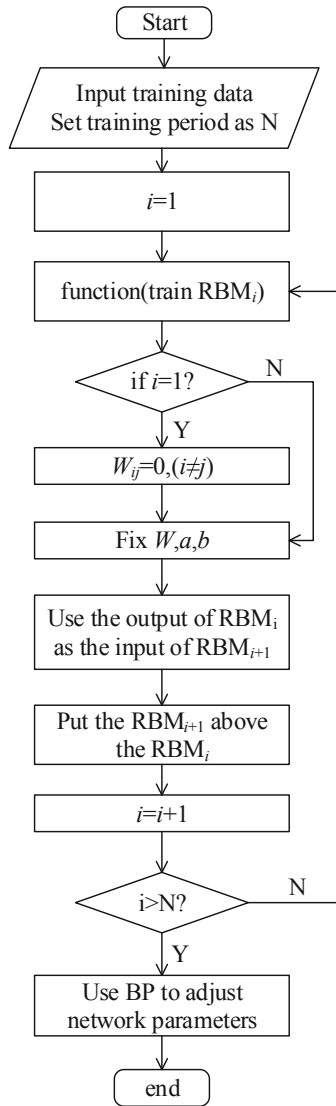 Start
Input training data
Set training period as N
i=1
function(train RBMi)
if i=1?
N
Y
Wij=0,(i≠j)
Fix W,a,b
Use the output of RBMi
as the input of RBMi+1
Put the RBMi+1 above
the RBMi
i=i+1
i>N?
N
Y
Use BP to adjust
network parameters
end